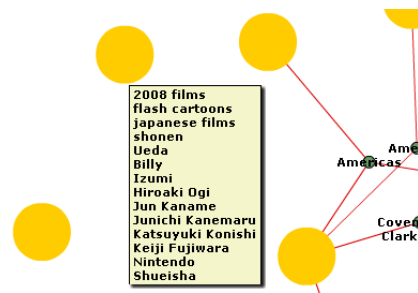 2008 films
flash cartoons
japanese films
shonen
Ueda
Billy
Izumi
Hiroaki Ogi
Jun Kaname
Junichi Kanemaru
Katsuyuki Konishi
Keiji Fujiwara
Nintendo
Shueisha
Ame
Americas
Cove
Clark